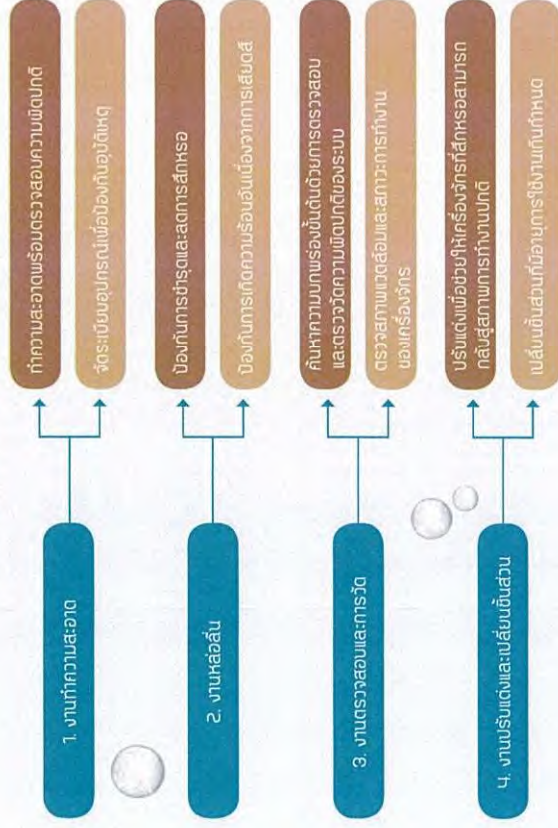 1. งานทำความสะอาด
ทำความสะอาดพร้อมตรวจสอบความผิดปกติ
จัดระเบียบอุปกรณ์เพื่อป้องกันอุบัติเหตุ
2. งานหล่อลื่น
ป้องกันการชำรุดและลดการสึกหรอ
ป้องกันการเกิดความร้อนอันเนื่องจากการเสียดสี
3. งานตรวจสอบและการวัด
ค้นหาความบกพร่องขั้นต้นด้วยการตรวจสอบ
และตรวจวัดความผิดปกติของระบบ
ตรวจสภาพแวดล้อมและสภาวะการทำงาน
ของเครื่องจักร
4. งานปรับแต่งและเปลี่ยนชิ้นส่วน
ปรับแต่งเพื่อช่วยให้เครื่องจักรที่สึกหรอสามารถ
กลับสู่สภาพการทำงานปกติ
เปลี่ยนชิ้นส่วนที่มีอายุการใช้งานเกินกำหนด